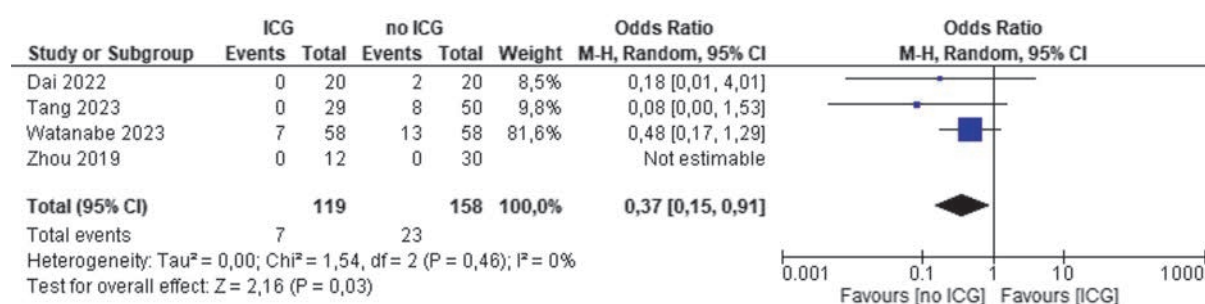 ICG no ICG Odds Ratio Odds Ratio
Study or Subgroup Events Total Events Total Weight M-H, Random, 95% CI M-H, Random, 95% CI
Dai 2022 0 20 2 20 8,5% 0,18 [0,01, 4,01]
Tang 2023 0 29 8 50 9,8% 0,08 [0,00, 1,53]
Watanabe 2023 7 58 13 58 81,6% 0,48 [0,17, 1,29]
Zhou 2019 0 12 0 30 Not estimable
Total (95% CI) 119 158 100,0% 0,37 [0,15, 0,91]
Total events 7 23
Heterogeneity: Tau² = 0,00; Chi² = 1,54, df = 2 (P = 0,46); I² = 0%
Test for overall effect: Z = 2,16 (P = 0,03)
0.001 0.1 1 10 1000
Favours [no ICG] Favours [ICG]